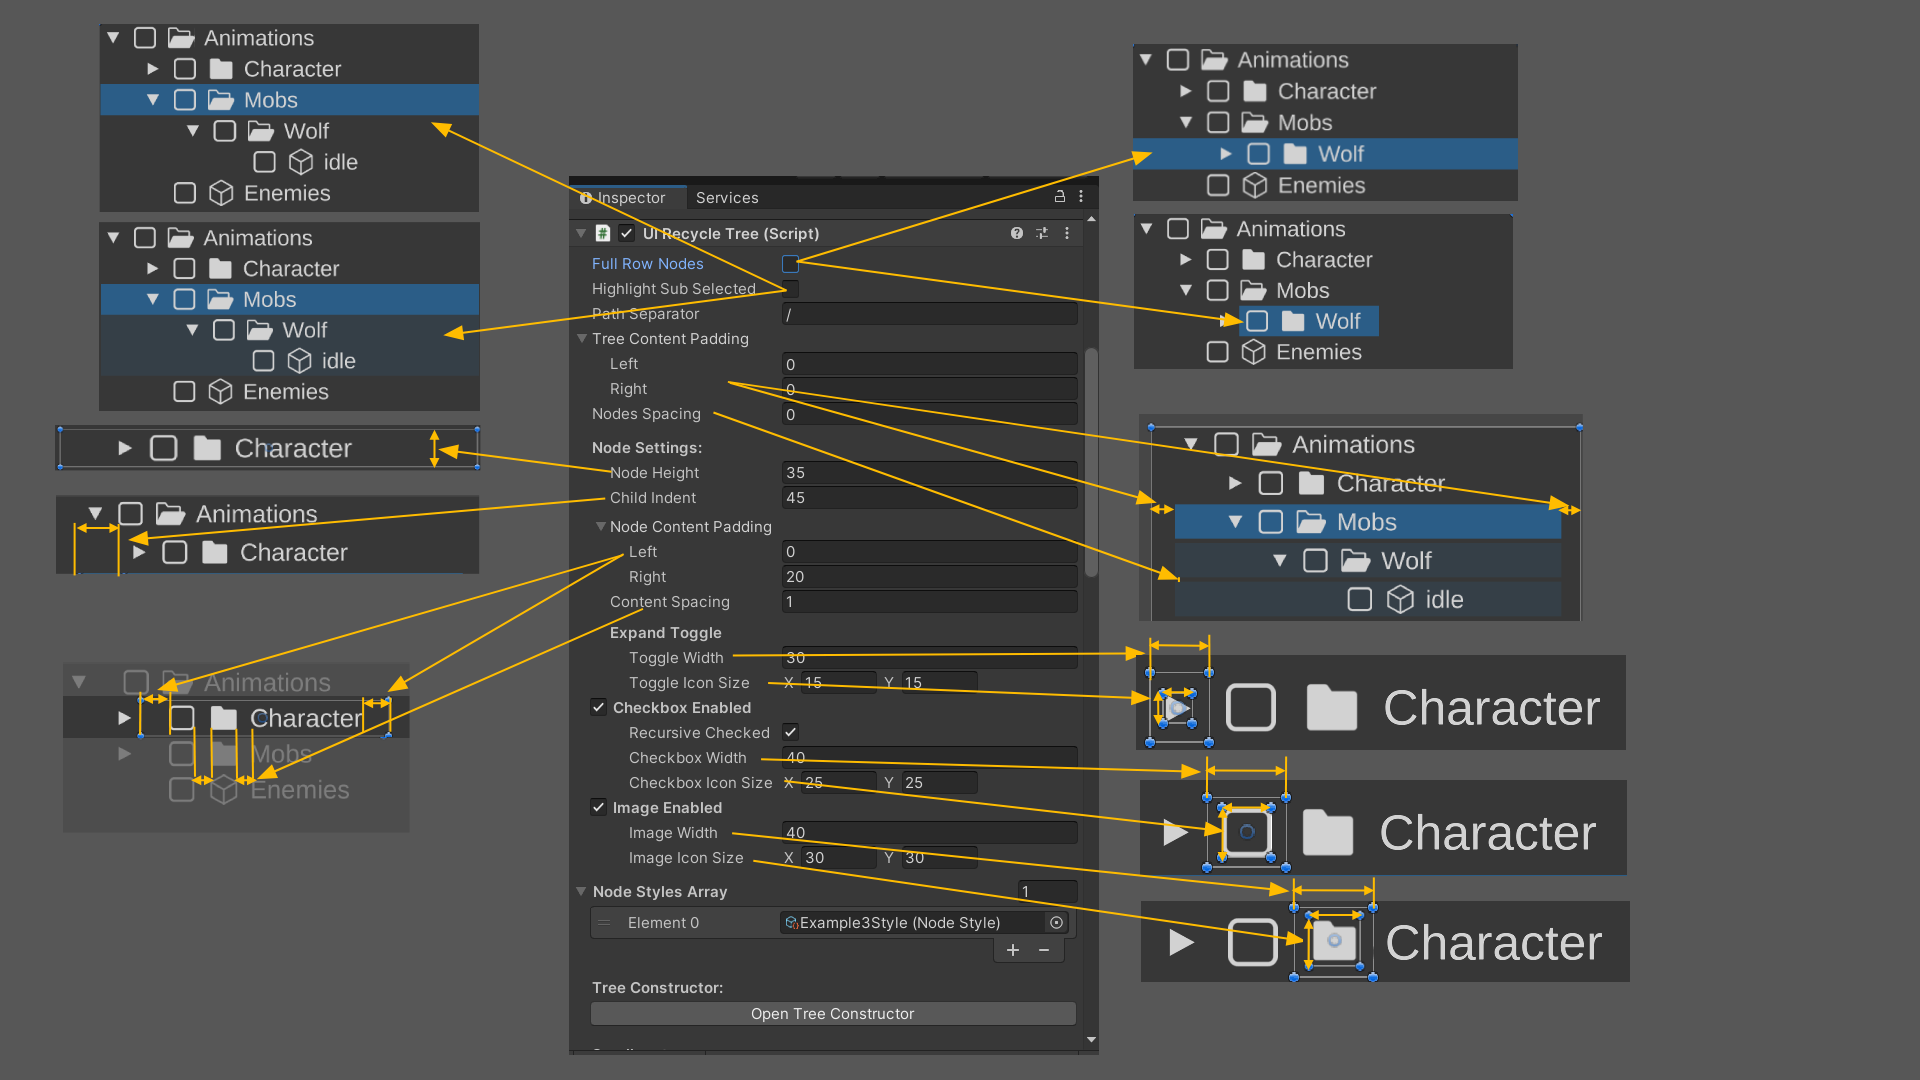 Animations
Character
Mobs
Wolf
idle
Enemies
Animations
Character
Mobs
Wolf
idle
Enemies
Character
Animations
Character
Animations
Character
Mobs
Enemies
Inspector Services
# UI Recycle Tree (Script)
Full Row Nodes
Highlight Sub Selected
Path Separator /
Tree Content Padding
Left 0
Right 0
Nodes Spacing 0
Node Settings:
Node Height 35
Child Indent 45
Node Content Padding
Left 0
Right 20
Content Spacing 1
Expand Toggle
Toggle Width 30
Toggle Icon Size X 15 Y 15
Checkbox Enabled
Recursive Checked
Checkbox Width 40
Checkbox Icon Size X 25 Y 25
Image Enabled
Image Width 40
Image Icon Size X 30 Y 30
Node Styles Array 1
Element 0 Example3Style (Node Style)
+ −
Tree Constructor:
Open Tree Constructor
Animations
Character
Mobs
Wolf
Enemies
Animations
Character
Mobs
Wolf
Enemies
Animations
Character
Mobs
Wolf
idle
Character
Character
Character